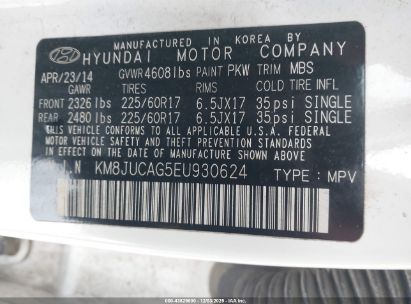 MANUFACTURED IN KOREA BY
HYUNDAI MOTOR COMPANY
APR/23/14 GVWR 4608 lbs PAINT PKW TRIM MBS
GAWR TIRES RIMS COLD TIRE INFL
FRONT 2326 lbs 225/60R17 6.5JX17 35psi SINGLE
REAR 2480 lbs 225/60R17 6.5JX17 35psi SINGLE
THIS VEHICLE CONFORMS TO ALL APPLICABLE U.S. FEDERAL MOTOR
VEHICLE SAFETY AND THEFT PREVENTION STANDARDS IN EFFECT ON THE
DATE OF MANUFACTURE SHOWN ABOVE.
KM8JUCAG5EU930624 TYPE : MPV